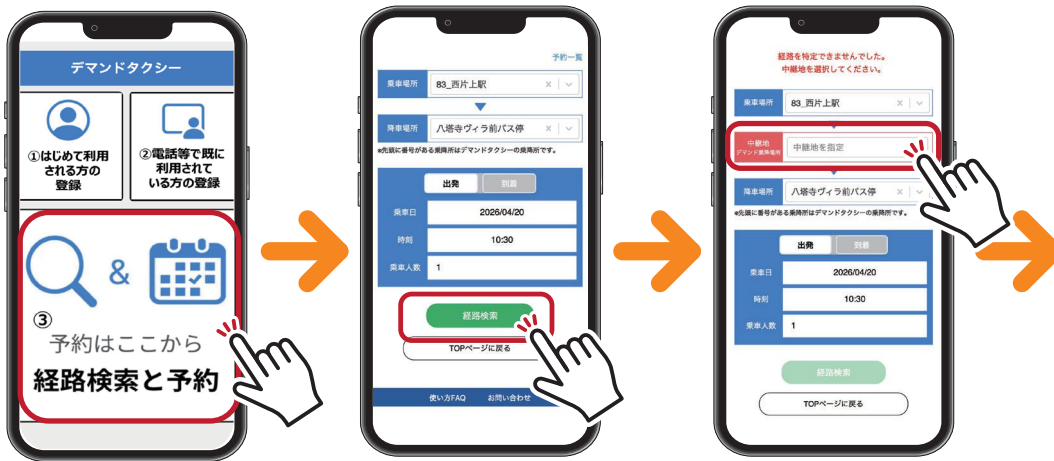 デマンドタクシー
①はじめて利用
される方の
登録
②電話等で既に
利用されて
いる方の登録
&
③
予約はここから
経路検索と予約
予約一覧
乗車場所 83_西片上駅 ×
降車場所 八塔寺ヴィラ前バス停 ×
※先頭に番号がある乗降所はデマンドタクシーの乗降所です。
出発 到着
乗車日 2026/04/20
時刻 10:30
乗車人数 1
経路検索
TOPページに戻る
使い方FAQ お問い合わせ
経路を特定できませんでした。
中継地を選択してください。
乗車場所 83_西片上駅 ×
中継地 中継地を指定
デマンド乗降場所
降車場所 八塔寺ヴィラ前バス停 ×
※先頭に番号がある乗降所はデマンドタクシーの乗降所です。
出発 到着
乗車日 2026/04/20
時刻 10:30
乗車人数 1
経路検索
TOPページに戻る